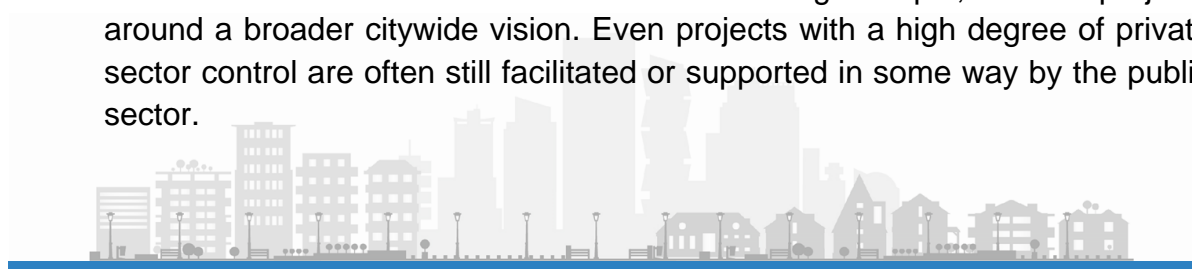 around a broader citywide vision. Even projects with a high degree of privat
sector control are often still facilitated or supported in some way by the publi
sector.